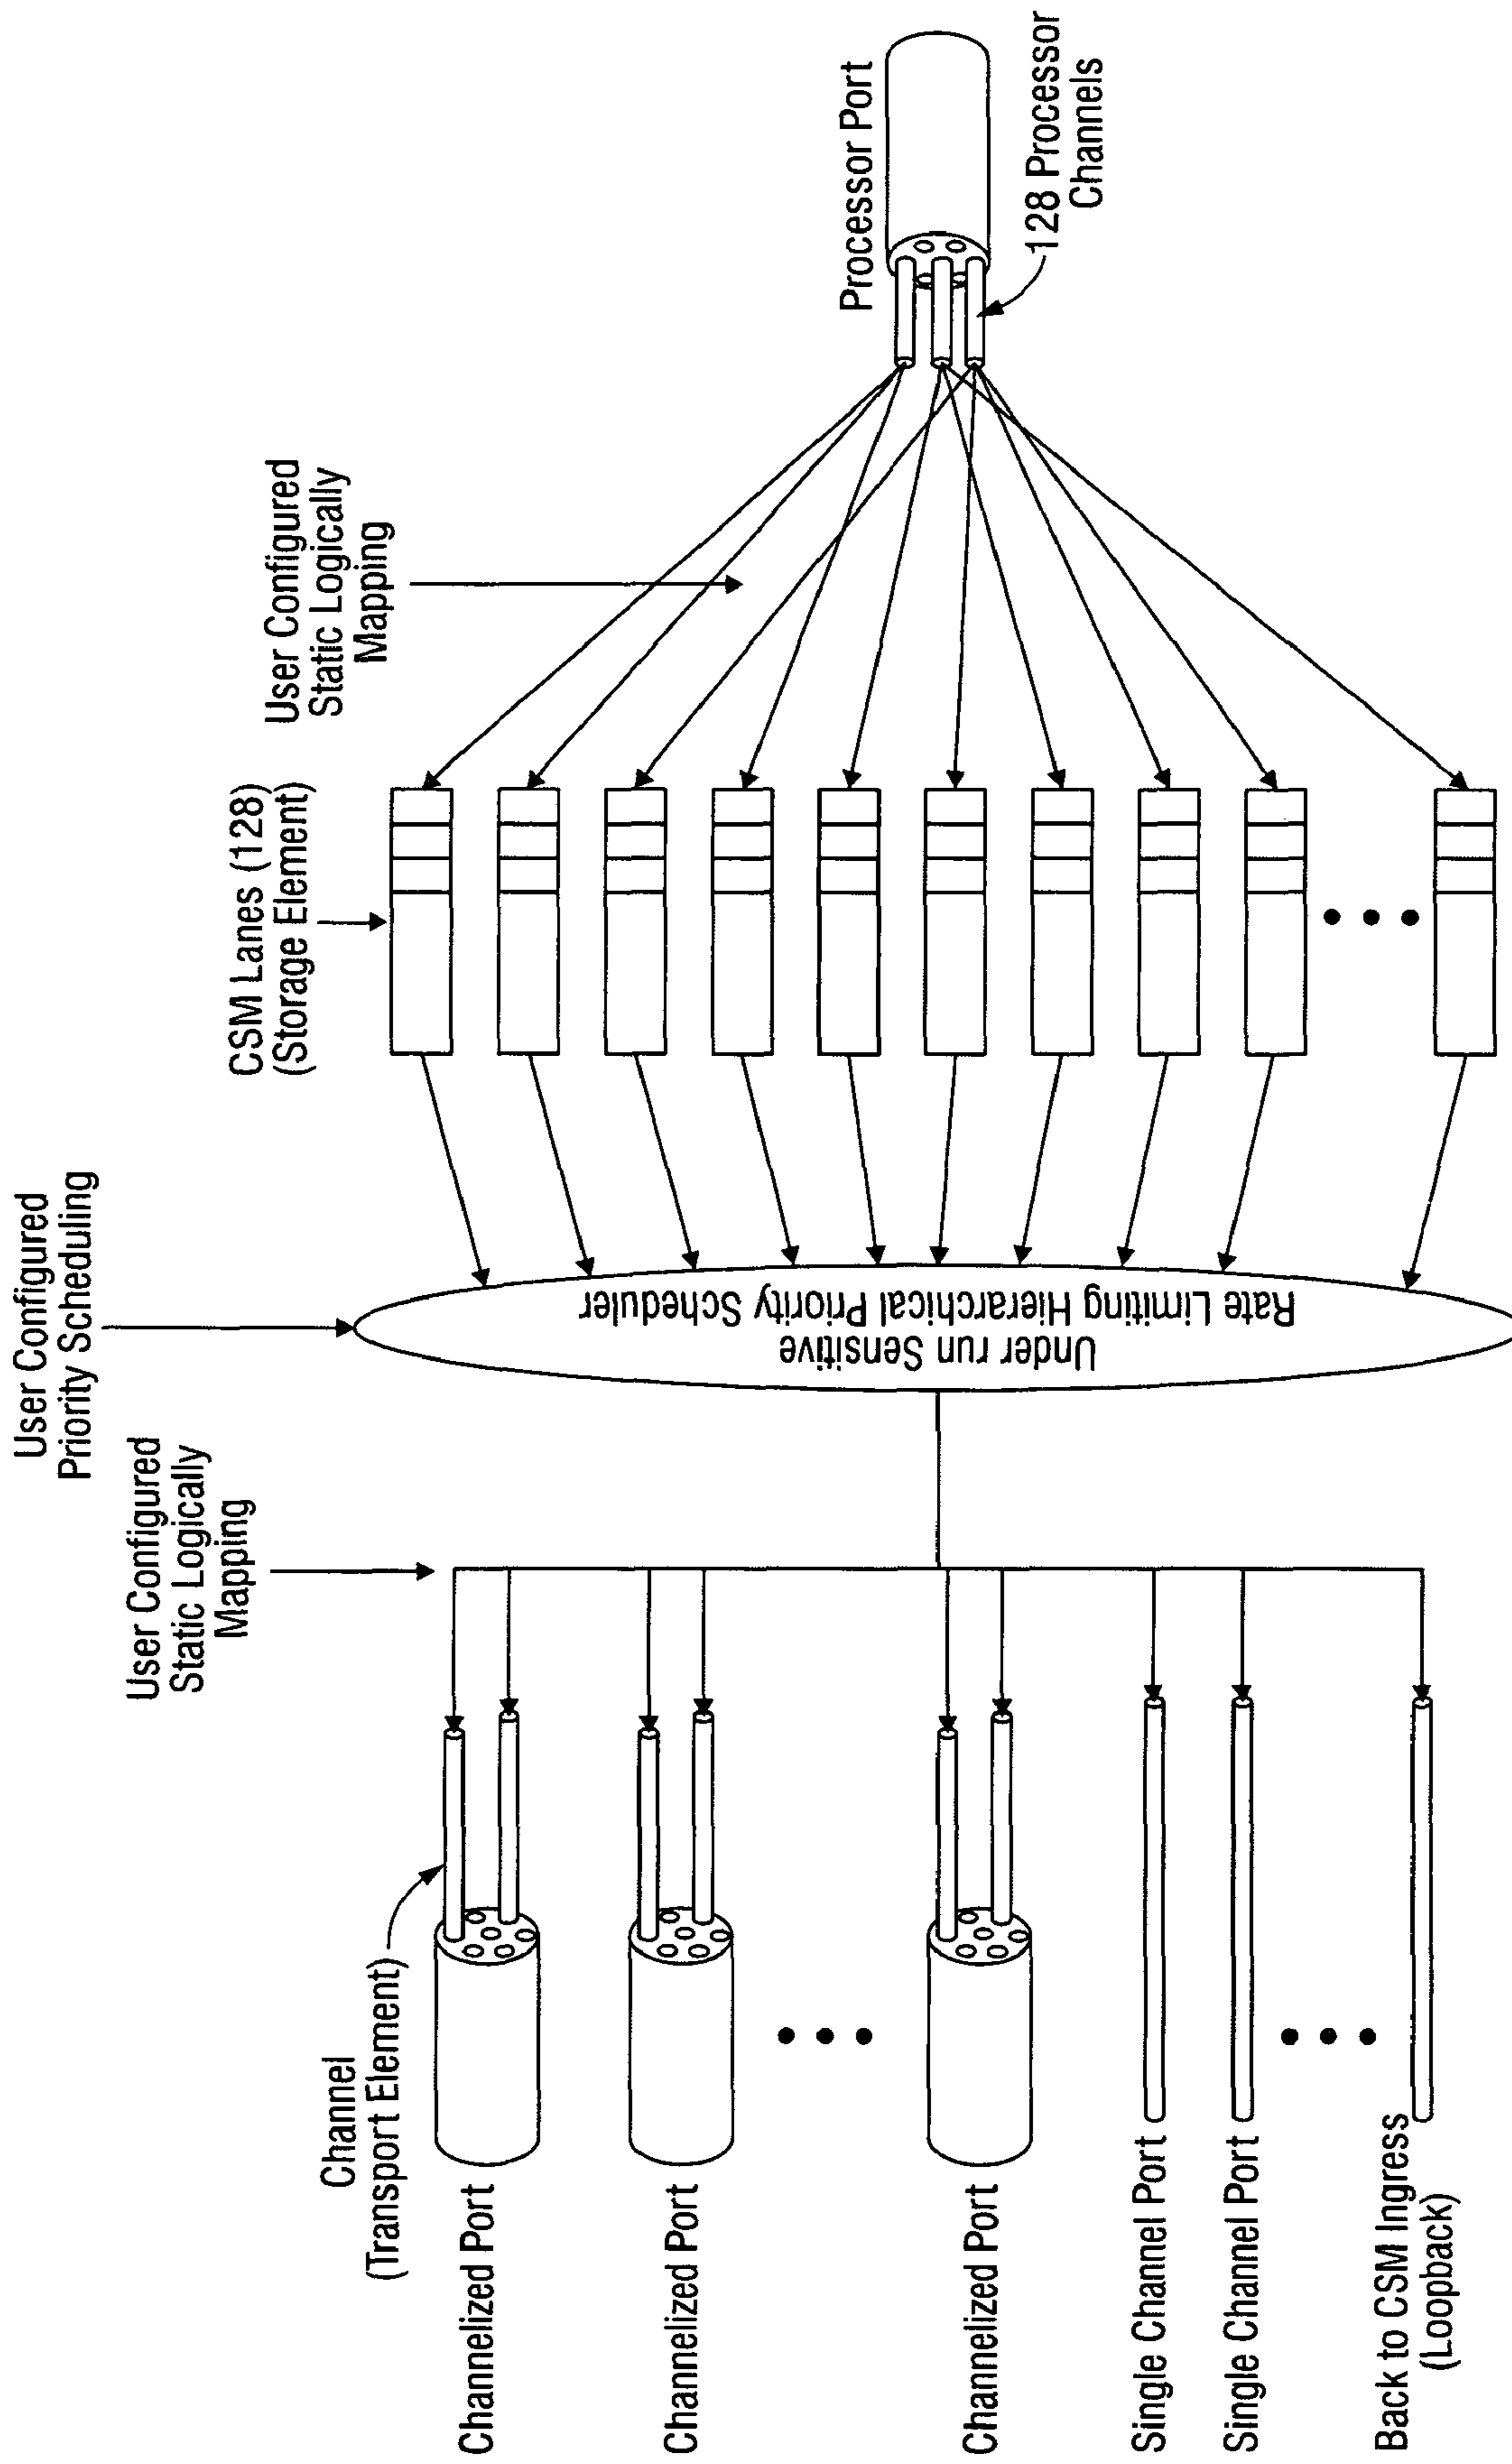 User Configured
Priority Scheduling
User Configured
Static Logically
Mapping
CSM Lanes (128)
(Storage Element)
User Configured
Static Logically
Mapping
Processor Port
128 Processor
Channels
Under run Sensitive
Rate Limiting Hierarchical Priority Scheduler
Channel
(Transport Element)
Channelized Port
Channelized Port
Channelized Port
Single Channel Port
Single Channel Port
Back to CSM Ingress
(Loopback)